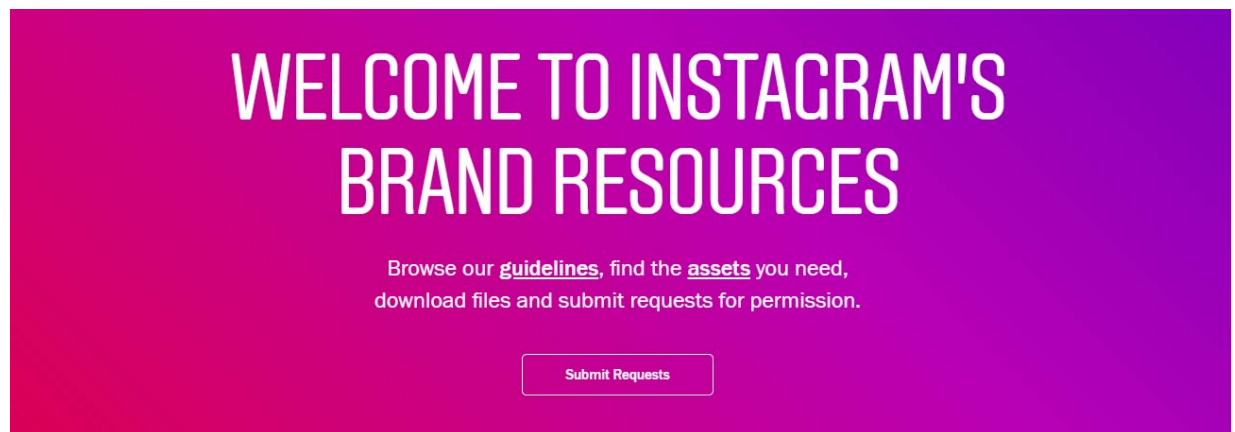 WELCOME TO INSTAGRAM'S
BRAND RESOURCES
Browse our guidelines, find the assets you need,
download files and submit requests for permission.
Submit Requests